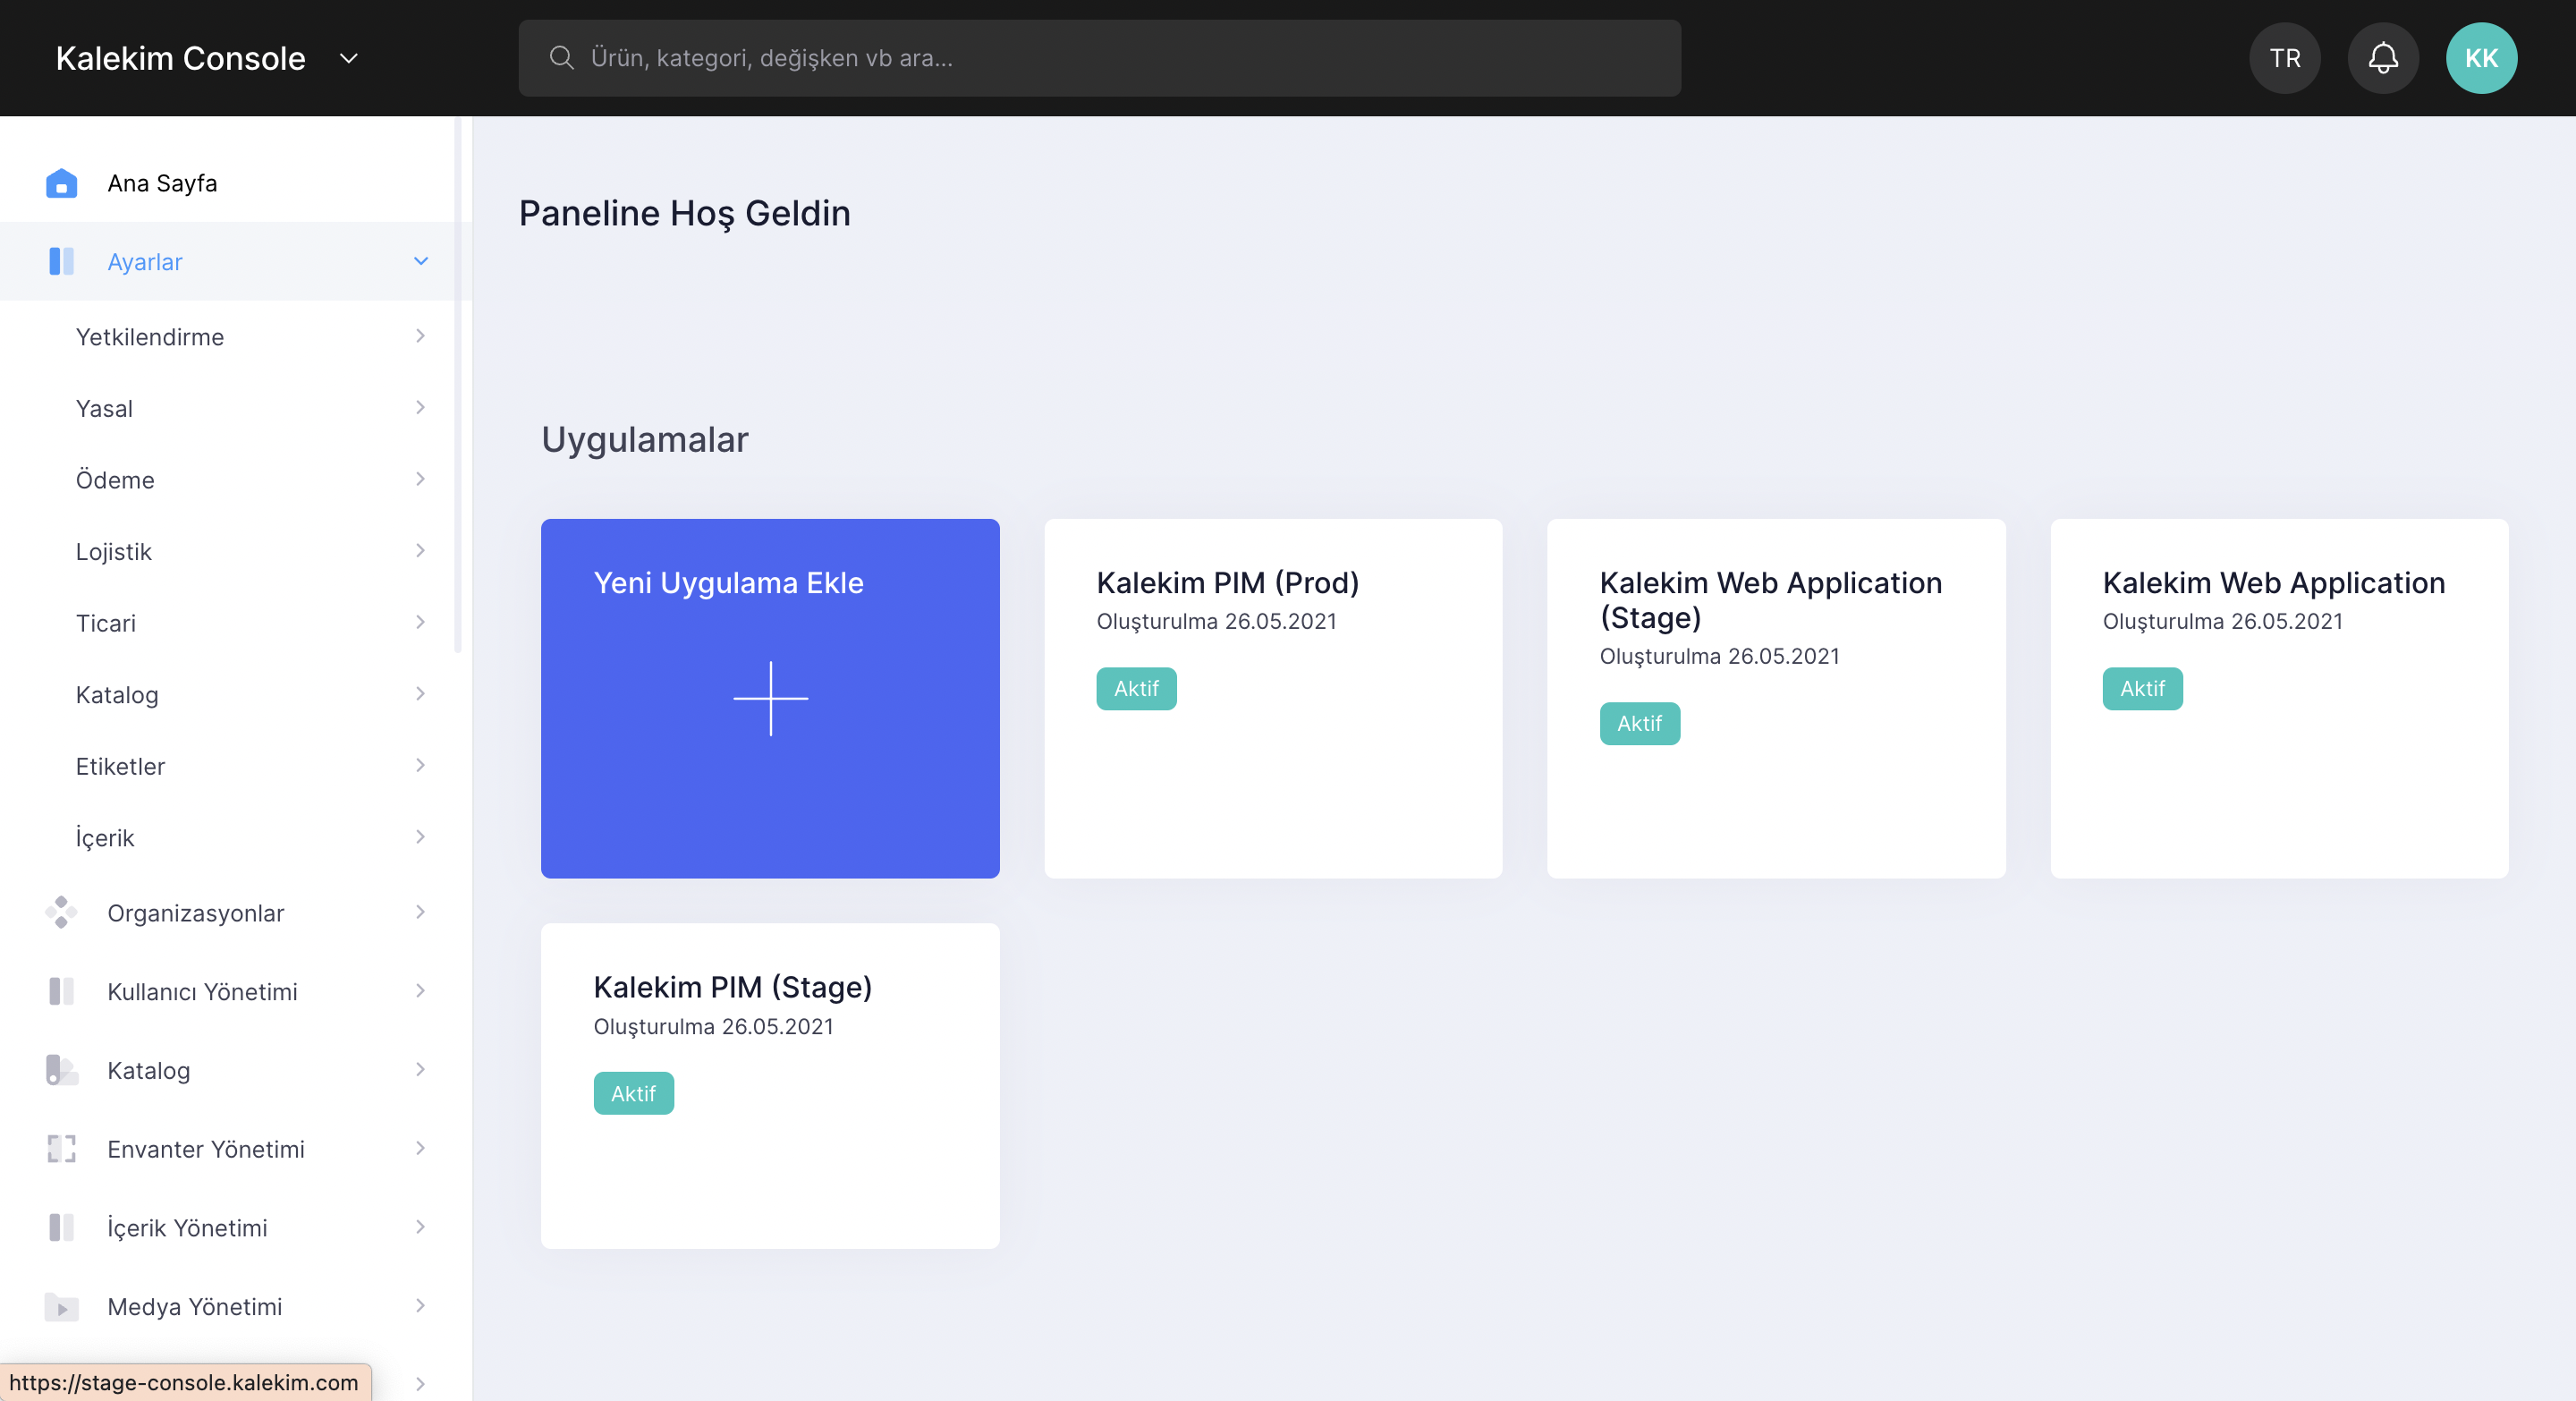 Kalekim Console
Ürün, kategori, değişken vb ara...
TR
KK
Ana Sayfa
Ayarlar
Yetkilendirme
Yasal
Ödeme
Lojistik
Ticari
Katalog
Etiketler
İçerik
Organizasyonlar
Kullanıcı Yönetimi
Katalog
Envanter Yönetimi
İçerik Yönetimi
Medya Yönetimi
https://stage-console.kalekim.com
Paneline Hoş Geldin
Uygulamalar
Yeni Uygulama Ekle
Kalekim PIM (Prod)
Oluşturulma 26.05.2021
Aktif
Kalekim Web Application
(Stage)
Oluşturulma 26.05.2021
Aktif
Kalekim Web Application
Oluşturulma 26.05.2021
Aktif
Kalekim PIM (Stage)
Oluşturulma 26.05.2021
Aktif